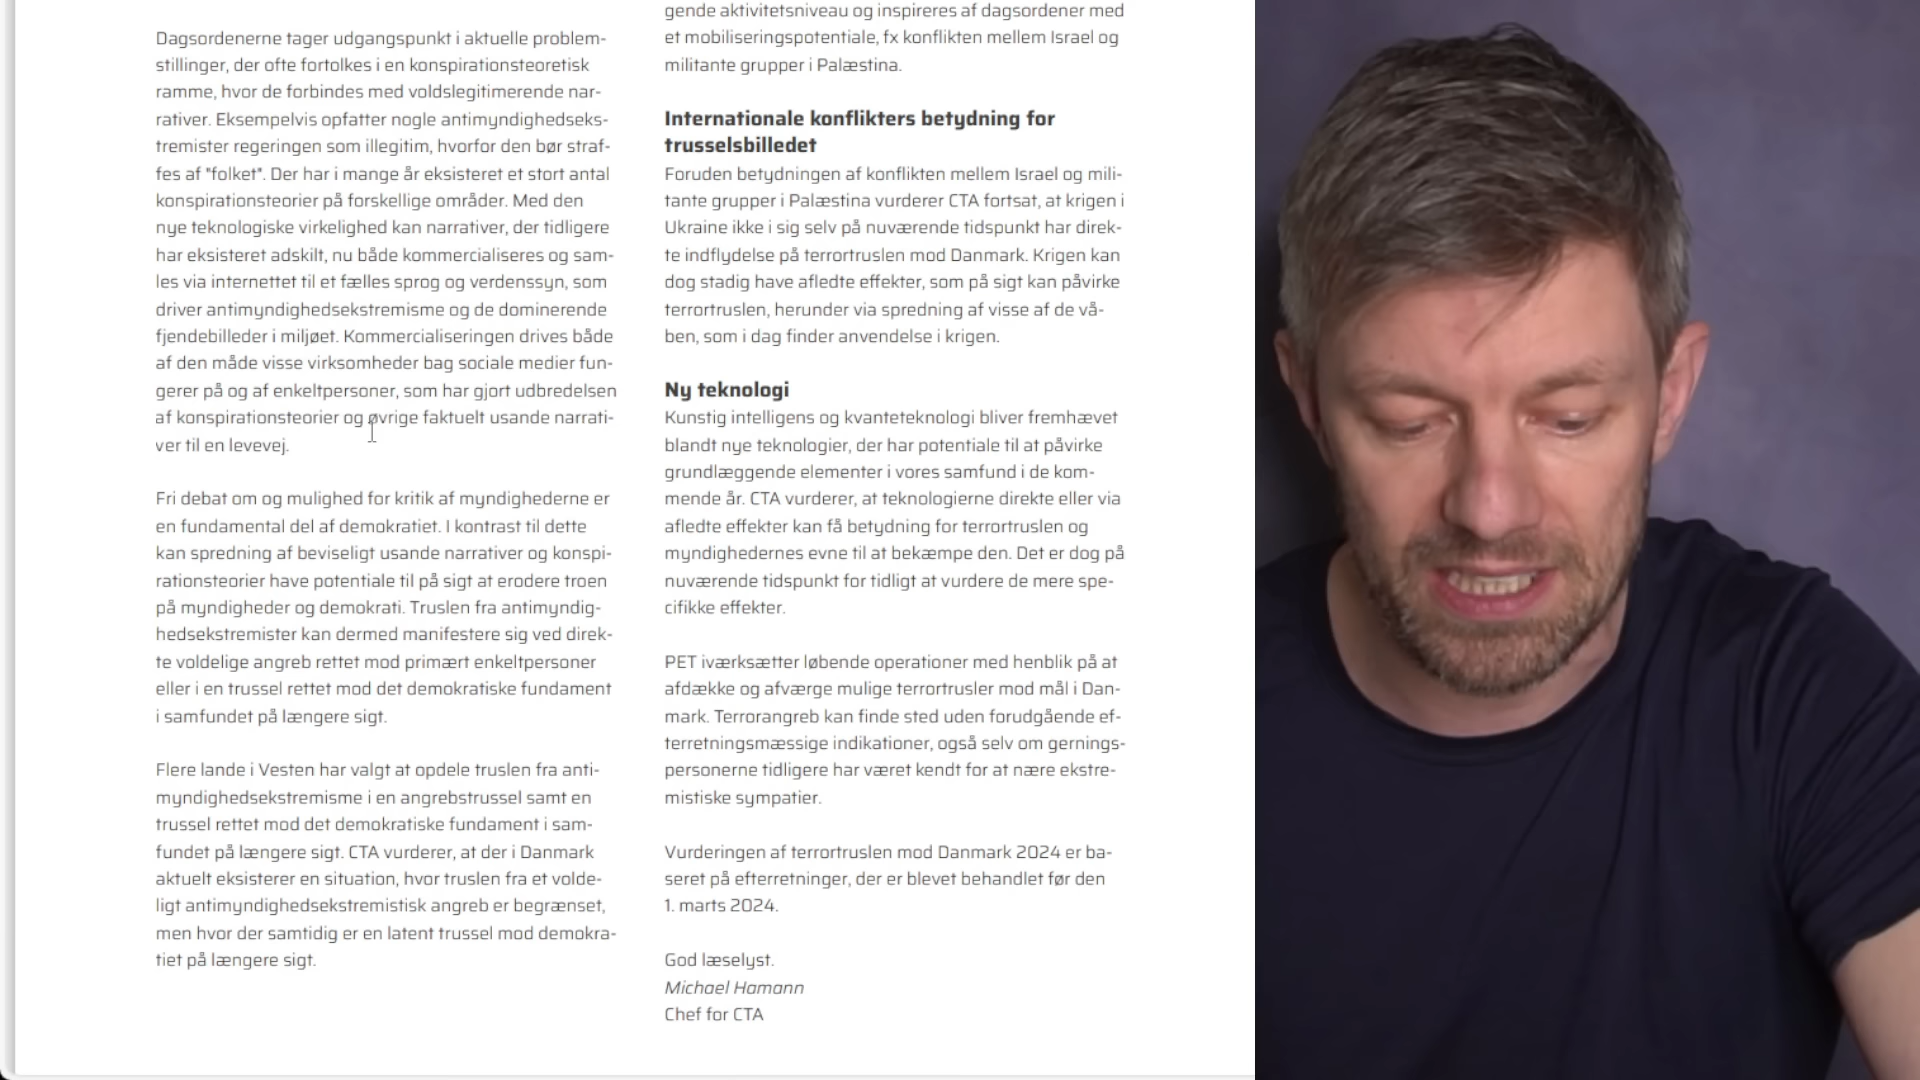 Dagsordenerne tager udgangspunkt i aktuelle problem-
stillinger, der ofte fortolkes i en konspirationsteoretisk
ramme, hvor de forbindes med voldslegitimerende nar-
rativer. Eksempelvis opfatter nogle antimyndighedseks-
tremister regeringen som illegitim, hvorfor den bør straf-
fes af "folket". Der har i mange år eksisteret et stort antal
konspirationsteorier på forskellige områder. Med den
nye teknologiske virkelighed kan narrativer, der tidligere
har eksisteret adskilt, nu både kommercialiseres og sam-
les via internettet til et fælles sprog og verdenssyn, som
driver antimyndighedsekstremisme og de dominerende
fjendebilleder i miljøet. Kommercialiseringen drives både
af den måde visse virksomheder bag sociale medier fun-
gerer på og af enkeltpersoner, som har gjort udbredelsen
af konspirationsteorier og øvrige faktuelt usande narrati-
ver til en levevej.
Fri debat om og mulighed for kritik af myndighederne er
en fundamental del af demokratiet. I kontrast til dette
kan spredning af beviseligt usande narrativer og konspi-
rationsteorier have potentiale til på sigt at erodere troen
på myndigheder og demokrati. Truslen fra antimyndig-
hedsekstremister kan dermed manifestere sig ved direk-
te voldelige angreb rettet mod primært enkeltpersoner
eller i en trussel rettet mod det demokratiske fundament
i samfundet på længere sigt.
Flere lande i Vesten har valgt at opdele truslen fra anti-
myndighedsekstremisme i en angrebstrussel samt en
trussel rettet mod det demokratiske fundament i sam-
fundet på længere sigt. CTA vurderer, at der i Danmark
aktuelt eksisterer en situation, hvor truslen fra et volde-
ligt antimyndighedsekstremistisk angreb er begrænset,
men hvor der samtidig er en latent trussel mod demokra-
tiet på længere sigt.
gende aktivitetsniveau og inspireres af dagsordener med
et mobiliseringspotentiale, fx konflikten mellem Israel og
militante grupper i Palæstina.
Internationale konflikters betydning for
trusselsbilledet
Foruden betydningen af konflikten mellem Israel og mili-
tante grupper i Palæstina vurderer CTA fortsat, at krigen i
Ukraine ikke i sig selv på nuværende tidspunkt har direk-
te indflydelse på terrortruslen mod Danmark. Krigen kan
dog stadig have afledte effekter, som på sigt kan påvirke
terrortruslen, herunder via spredning af visse af de vå-
ben, som i dag finder anvendelse i krigen.
Ny teknologi
Kunstig intelligens og kvanteteknologi bliver fremhævet
blandt nye teknologier, der har potentiale til at påvirke
grundlæggende elementer i vores samfund i de kom-
mende år. CTA vurderer, at teknologierne direkte eller via
afledte effekter kan få betydning for terrortruslen og
myndighedernes evne til at bekæmpe den. Det er dog på
nuværende tidspunkt for tidligt at vurdere de mere spe-
cifikke effekter.
PET iværksætter løbende operationer med henblik på at
afdække og afværge mulige terrortrusler mod mål i Dan-
mark. Terrorangreb kan finde sted uden forudgående ef-
terretningsmæssige indikationer, også selv om gernings-
personerne tidligere har været kendt for at nære ekstre-
mistiske sympatier.
Vurderingen af terrortruslen mod Danmark 2024 er ba-
seret på efterretninger, der er blevet behandlet før den
1. marts 2024.
God læselyst.
Michael Hamann
Chef for CTA